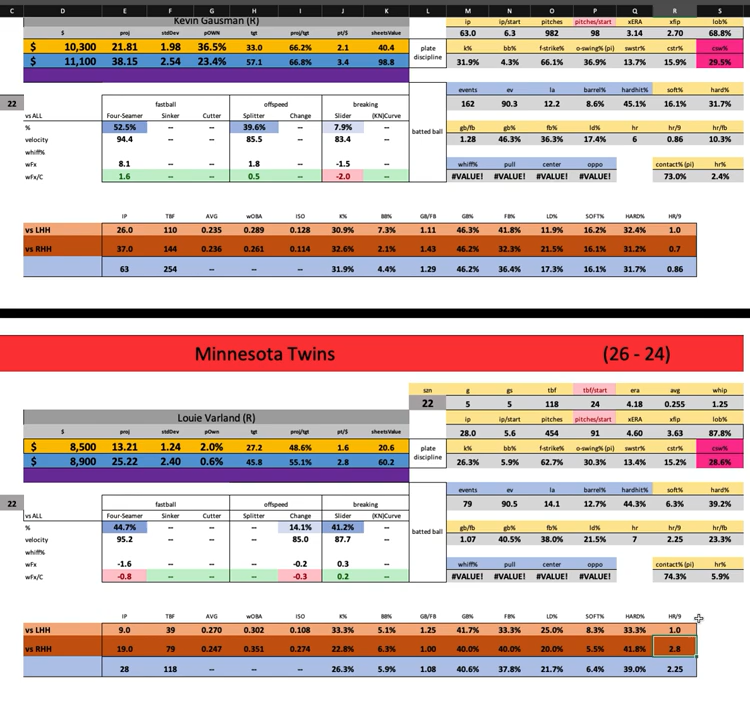 C D E F G H I J K L M N O P Q R S
Kevin Gausman (R) ip ip/start pitches pitches/start xERA xfip lob%
$ proj stdDev pOWN tgt proj/tgt pt/$ sheetsValue 63.0 6.3 982 98 3.14 2.70 68.8%
$ 10,300 21.81 1.98 36.5% 33.0 66.2% 2.1 40.4 plate k% bb% f-strike% o-swing% (pi) swstr% cstr% csw%
$ 11,100 38.15 2.54 23.4% 57.1 66.8% 3.4 98.8 discipline 31.9% 4.3% 66.1% 36.9% 13.7% 15.9% 29.5%
events ev la barrel% hardhit% soft% hard%
22 fastball offspeed breaking 162 90.3 12.2 8.6% 45.1% 16.1% 31.7%
vs ALL Four-Seamer Sinker Cutter Splitter Change Slider (KN)Curve
% 52.5% -- -- 39.6% -- 7.9% -- batted ball gb/fb gb% fb% ld% hr hr/9 hr/fb
velocity 94.4 -- -- 85.5 -- 83.4 -- 1.28 46.3% 36.3% 17.4% 6 0.86 10.3%
whiff%
wFx 8.1 -- -- 1.8 -- -1.5 -- whiff% pull center oppo contact% (pi) hr%
wFx/C 1.6 -- -- 0.5 -- -2.0 -- #VALUE! #VALUE! #VALUE! #VALUE! 73.0% 2.4%
IP TBF AVG wOBA ISO K% BB% GB/FB GB% FB% LD% SOFT% HARD% HR/9
vs LHH 26.0 110 0.235 0.289 0.128 30.9% 7.3% 1.11 46.3% 41.8% 11.9% 16.2% 32.4% 1.0
vs RHH 37.0 144 0.236 0.261 0.114 32.6% 2.1% 1.43 46.2% 32.3% 21.5% 16.1% 31.2% 0.7
63 254 -- -- -- 31.9% 4.4% 1.29 46.2% 36.4% 17.3% 16.1% 31.7% 0.86
Minnesota Twins (26 - 24)
szn g gs tbf tbf/start era avg whip
22 5 5 118 24 4.18 0.255 1.25
Louie Varland (R) ip ip/start pitches pitches/start xERA xfip lob%
$ proj stdDev pOwn tgt proj/tgt pt/$ sheetsValue 28.0 5.6 454 91 4.60 3.63 87.8%
$ 8,500 13.21 1.24 2.0% 27.2 48.6% 1.6 20.6 plate k% bb% f-strike% o-swing% (pi) swstr% cstr% csw%
$ 8,900 25.22 2.40 0.6% 45.8 55.1% 2.8 60.2 discipline 26.3% 5.9% 62.7% 30.3% 13.4% 15.2% 28.6%
events ev la barrel% hardhit% soft% hard%
22 fastball offspeed breaking 79 90.5 14.1 12.7% 44.3% 6.3% 39.2%
vs ALL Four-Seamer Sinker Cutter Splitter Change Slider (KN)Curve
% 44.7% -- -- -- 14.1% 41.2% -- batted ball gb/fb gb% fb% ld% hr hr/9 hr/fb
velocity 95.2 -- -- -- 85.0 87.7 -- 1.07 40.5% 38.0% 21.5% 7 2.25 23.3%
whiff%
wFx -1.6 -- -- -- -0.2 0.3 -- whiff% pull center oppo contact% (pi) hr%
wFx/C -0.8 -- -- -- -0.3 0.2 -- #VALUE! #VALUE! #VALUE! #VALUE! 74.3% 5.9%
IP TBF AVG wOBA ISO K% BB% GB/FB GB% FB% LD% SOFT% HARD% HR/9
vs LHH 9.0 39 0.270 0.302 0.108 33.3% 5.1% 1.25 41.7% 33.3% 25.0% 8.3% 33.3% 1.0
vs RHH 19.0 79 0.247 0.351 0.274 22.8% 6.3% 1.00 40.0% 40.0% 20.0% 5.5% 41.8% 2.8
28 118 -- -- -- 26.3% 5.9% 1.08 40.6% 37.8% 21.7% 6.4% 39.0% 2.25